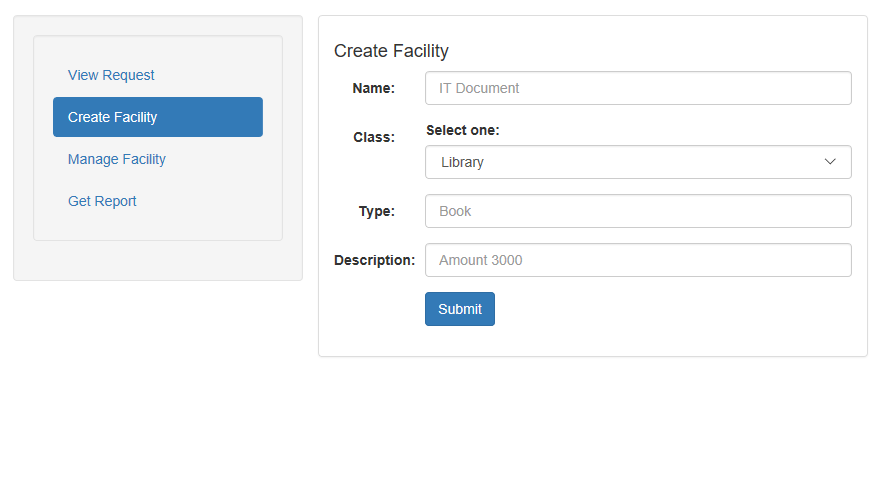 View Request
Create Facility
Manage Facility
Get Report
Create Facility
Name: IT Document
Class: Select one:
Library
Type: Book
Description: Amount 3000
Submit